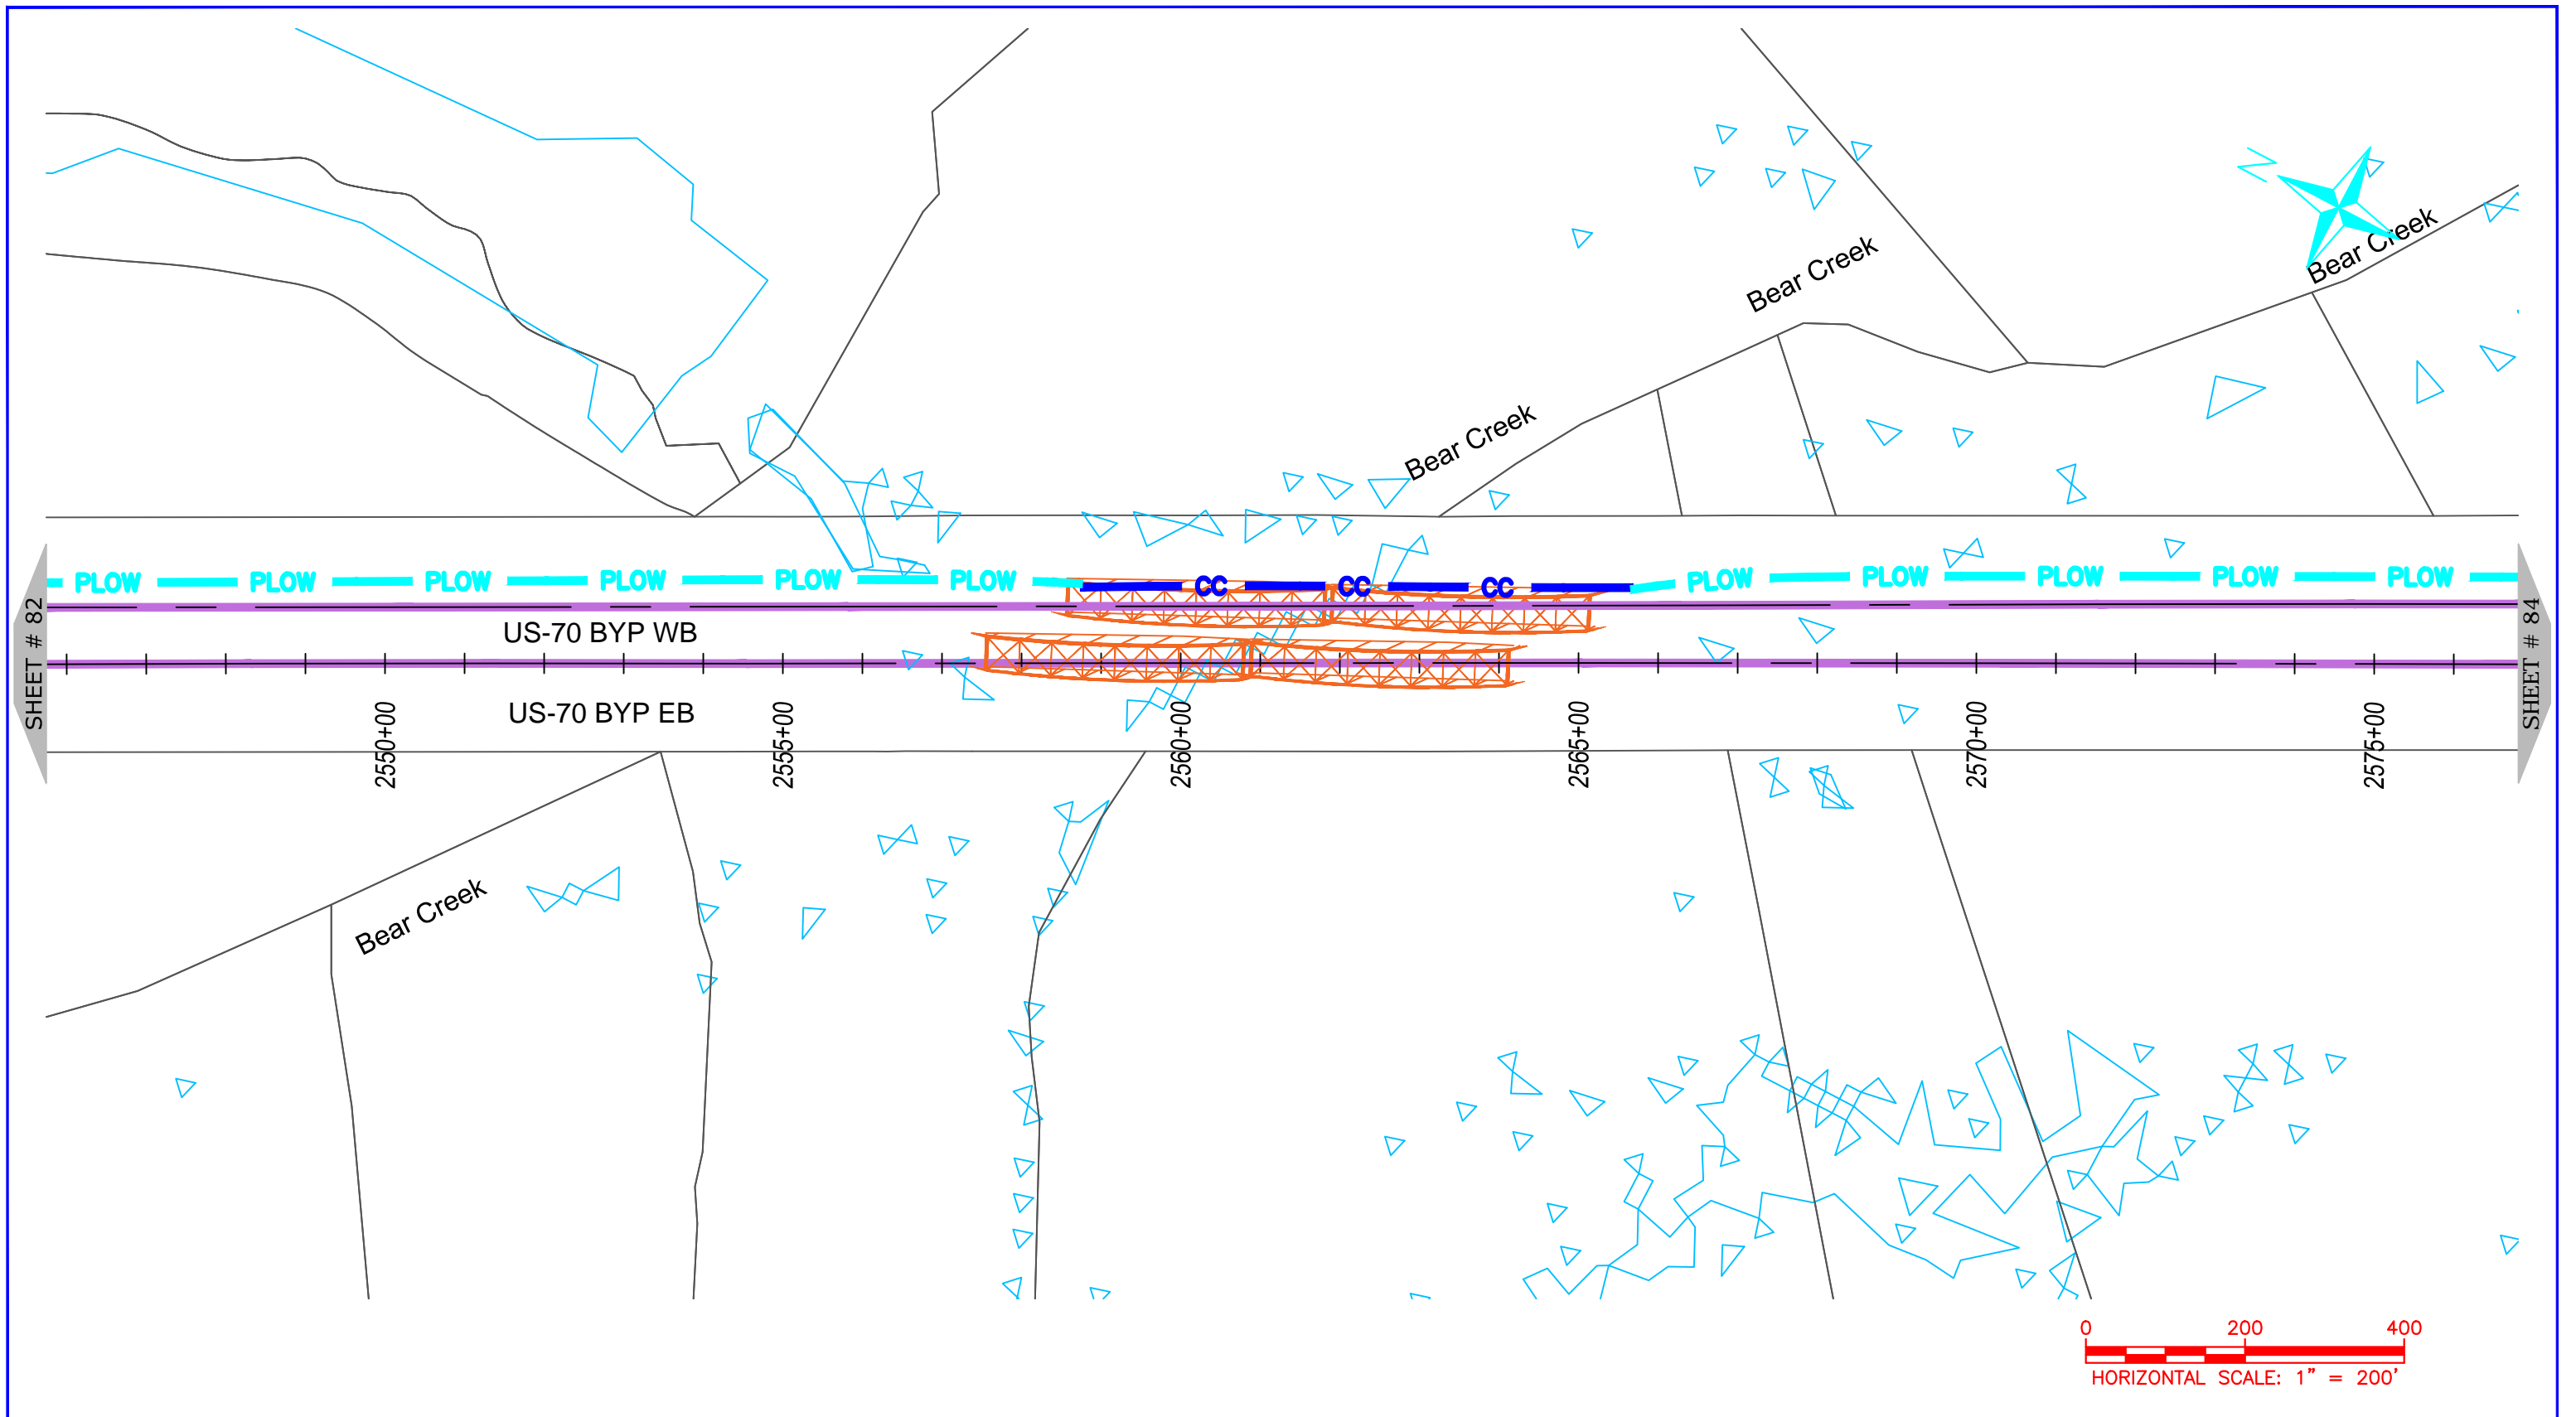 N
Bear Creek
Bear Creek
Bear Creek
PLOW PLOW PLOW PLOW PLOW PLOW CC CC CC PLOW PLOW PLOW PLOW PLOW
SHEET # 82
US-70 BYP WB
SHEET # 84
US-70 BYP EB
2550+00 2555+00 2560+00 2565+00 2570+00 2575+00
Bear Creek
0 200 400
HORIZONTAL SCALE: 1" = 200'